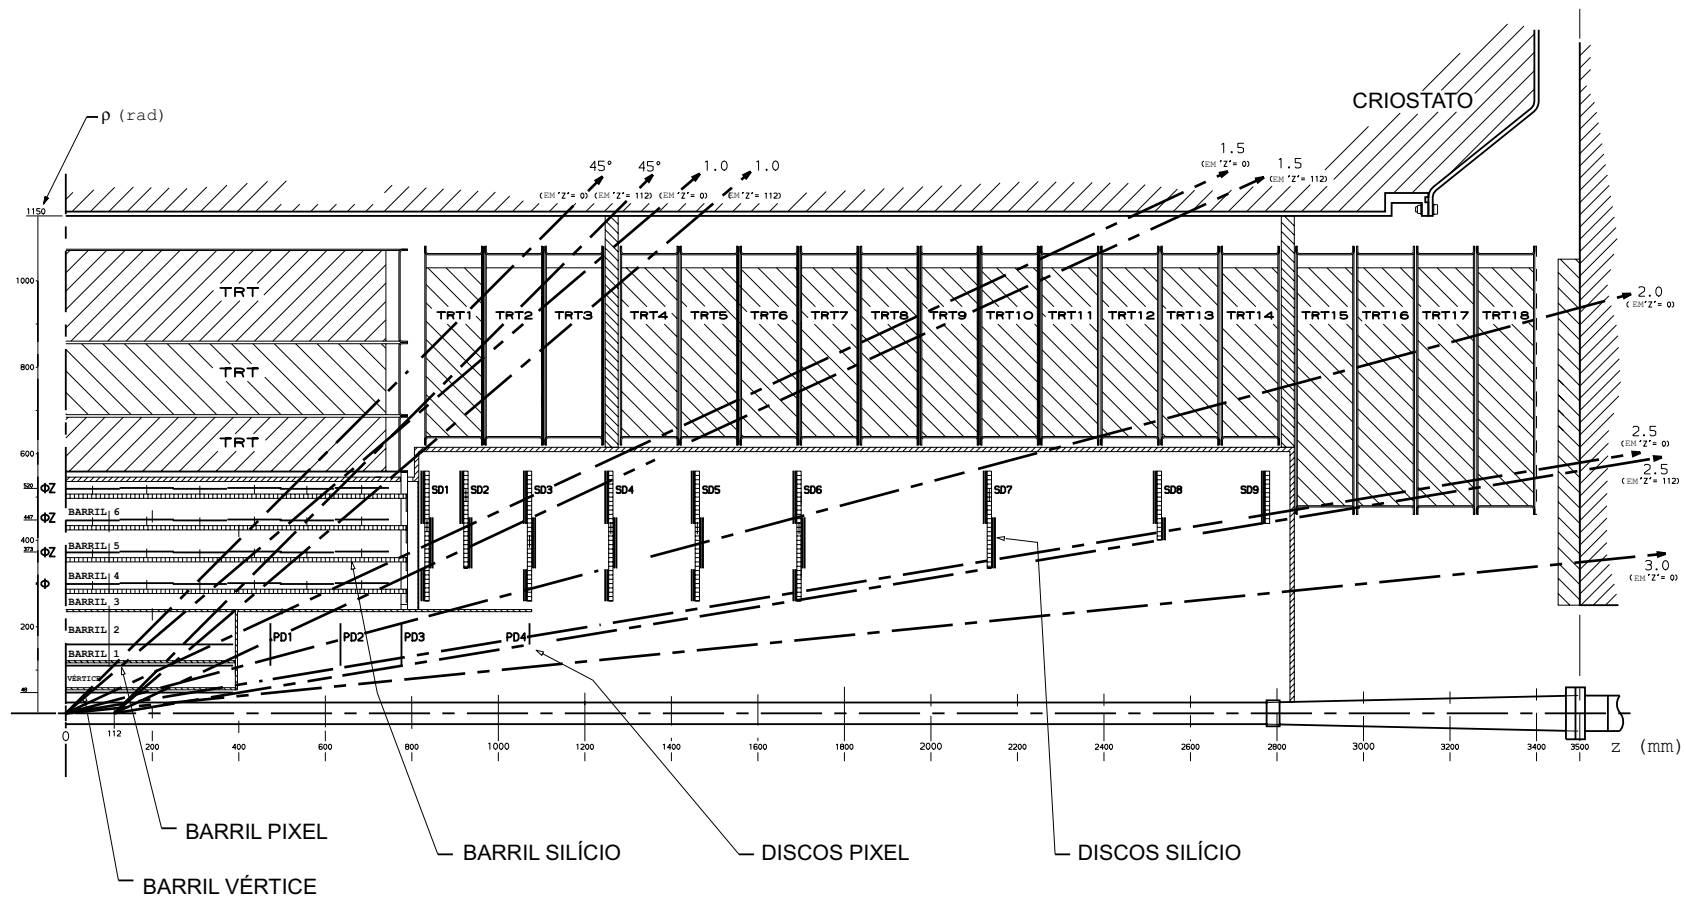 CRIOSTATO
ρ (rad)
45° 45° 1.0 1.0
(EM 'Z'= 0) (EM 'Z'= 112) (EM 'Z'= 0) (EM 'Z'= 112)
1.5
(EM 'Z'= 0)
1.5
(EM 'Z'= 112)
1150
1000
TRT
TRT1 TRT2 TRT3 TRT4 TRT5 TRT6 TRT7 TRT8 TRT9 TRT10 TRT11 TRT12 TRT13 TRT14 TRT15 TRT16 TRT17 TRT18
2.0
(EM 'Z'= 0)
800
TRT
TRT
600
2.5
(EM 'Z'= 0)
2.5
(EM 'Z'= 112)
520 ΦZ
SD1 SD2 SD3 SD4 SD5 SD6 SD7 SD8 SD9
BARRIL 6
447 ΦZ
400
BARRIL 5
373 ΦZ
BARRIL 4
Φ
3.0
(EM 'Z'= 0)
BARRIL 3
200
BARRIL 2
PD1 PD2 PD3 PD4
BARRIL 1
VÉRTICE
0 112 200 400 600 800 1000 1200 1400 1600 1800 2000 2200 2400 2600 2800 3000 3200 3400 3500 z (mm)
BARRIL PIXEL
BARRIL SILÍCIO
DISCOS PIXEL
DISCOS SILÍCIO
BARRIL VÉRTICE